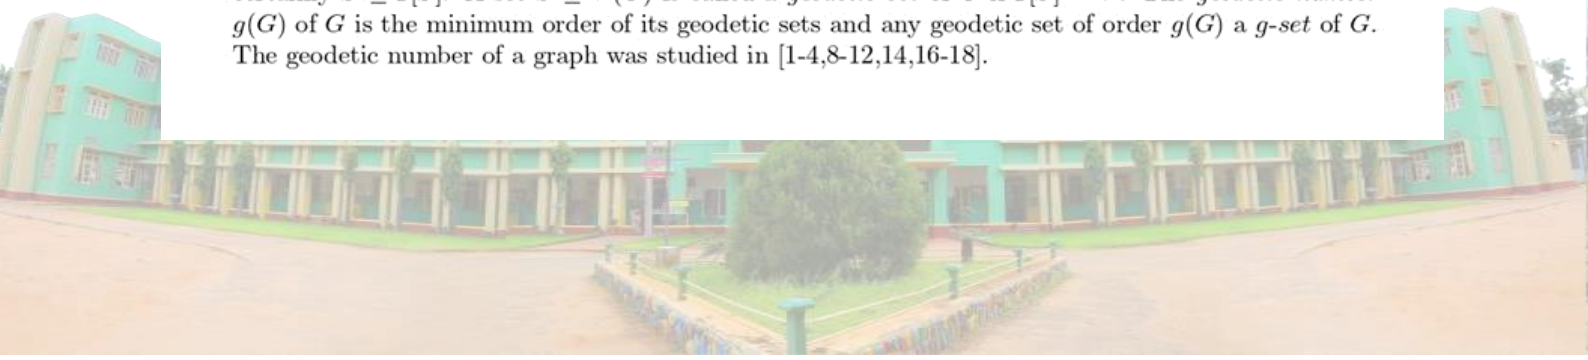 g(G) of G is the minimum order of its geodetic sets and any geodetic set of order g(G) a g-set of G.
The geodetic number of a graph was studied in [1-4,8-12,14,16-18].